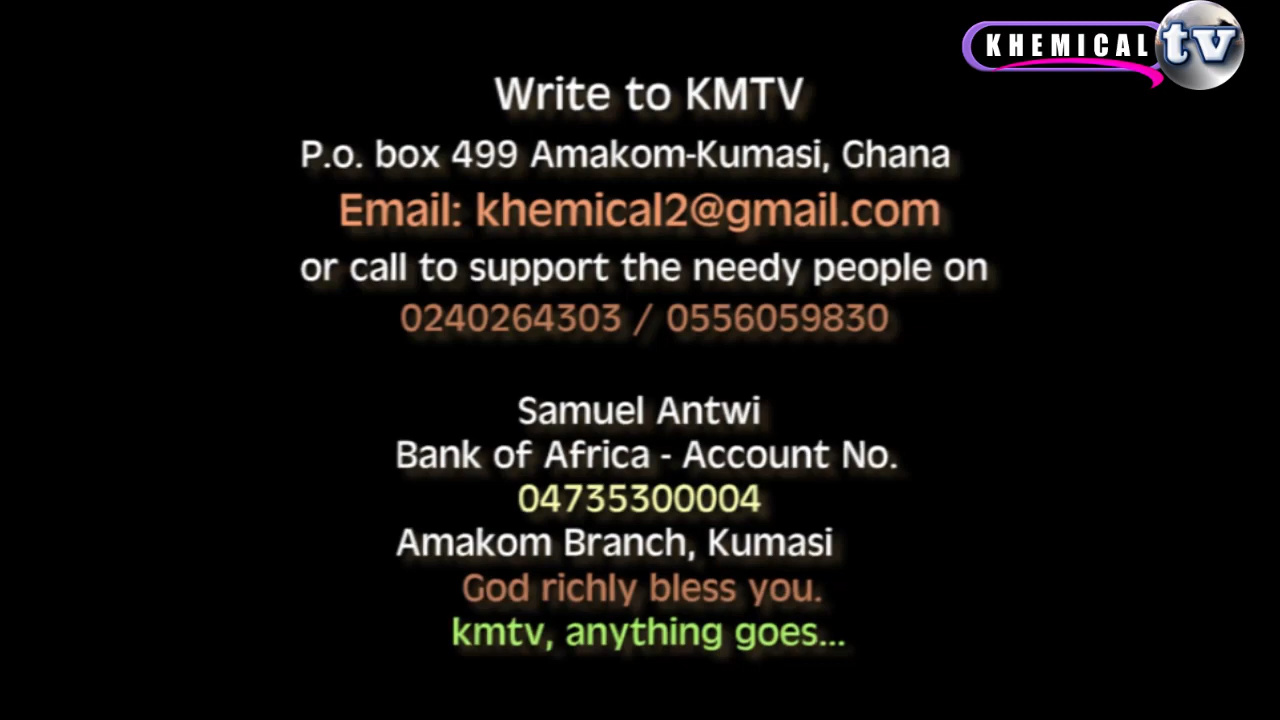 KHEMICAL tv
Write to KMTV
P.o. box 499 Amakom-Kumasi, Ghana
Email: khemical2@gmail.com
or call to support the needy people on
0240264303 / 0556059830
Samuel Antwi
Bank of Africa - Account No.
04735300004
Amakom Branch, Kumasi
God richly bless you.
kmtv, anything goes...